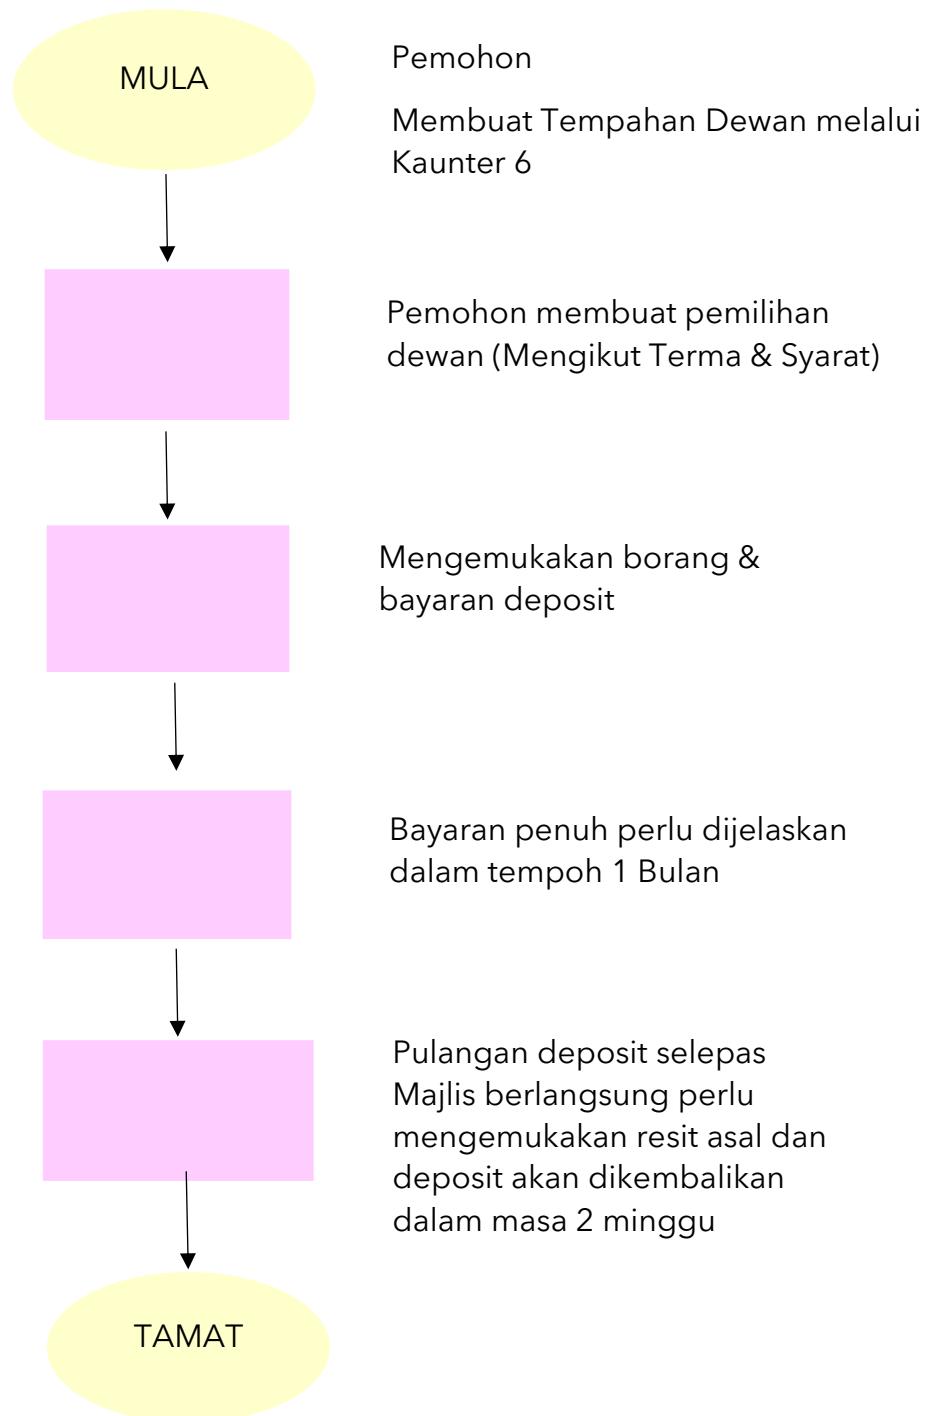 MULA
Pemohon
Membuat Tempahan Dewan melalui
Kaunter 6
Pemohon membuat pemilihan
dewan (Mengikut Terma & Syarat)
Mengemukakan borang &
bayaran deposit
Bayaran penuh perlu dijelaskan
dalam tempoh 1 Bulan
Pulangan deposit selepas
Majlis berlangsung perlu
mengemukakan resit asal dan
deposit akan dikembalikan
dalam masa 2 minggu
TAMAT